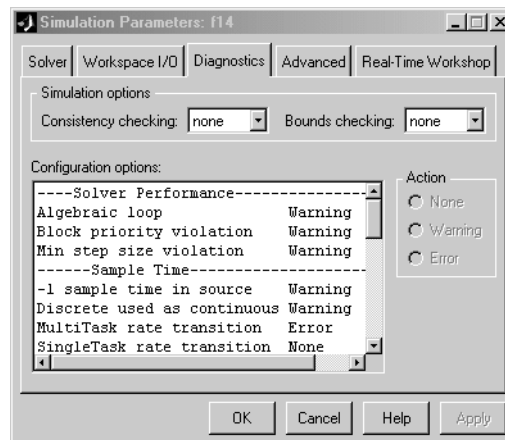 Simulation Parameters: f14
Solver Workspace I/O Diagnostics Advanced Real-Time Workshop
Simulation options
Consistency checking: none Bounds checking: none
Configuration options:
Action
----Solver Performance----------------
Algebraic loop Warning
Block priority violation Warning
Min step size violation Warning
------Sample Time---------------------
-1 sample time in source Warning
Discrete used as continuous Warning
MultiTask rate transition Error
SingleTask rate transition None
None
Warning
Error
OK Cancel Help Apply